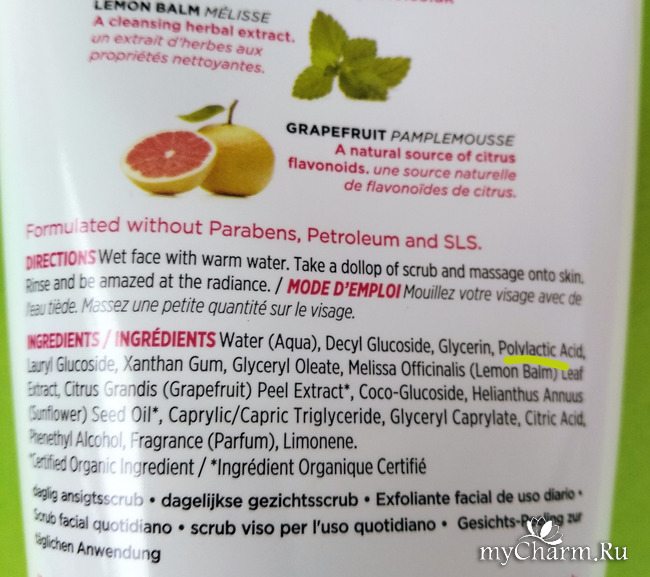 LEMON BALM MÉLISSE
A cleansing herbal extract.
un extrait d'herbes aux
propriétés nettoyantes.
GRAPEFRUIT PAMPLEMOUSSE
A natural source of citrus
flavonoids. une source naturelle
de flavonoïdes de citrus.
Formulated without Parabens, Petroleum and SLS.
DIRECTIONS Wet face with warm water. Take a dollop of scrub and massage onto skin.
Rinse and be amazed at the radiance. / MODE D'EMPLOI Mouillez votre visage avec de
l'eau tiède. Massez une petite quantité sur le visage.
INGREDIENTS / INGRÉDIENTS Water (Aqua), Decyl Glucoside, Glycerin, Polylactic Acid,
Lauryl Glucoside, Xanthan Gum, Glyceryl Oleate, Melissa Officinalis (Lemon Balm) Leaf
Extract, Citrus Grandis (Grapefruit) Peel Extract*, Coco-Glucoside, Helianthus Annuus
(Sunflower) Seed Oil*, Caprylic/Capric Triglyceride, Glyceryl Caprylate, Citric Acid,
Phenethyl Alcohol, Fragrance (Parfum), Limonene.
*Certified Organic Ingredient / *Ingrédient Organique Certifié
daglig ansigtsscrub • dagelijkse gezichtsscrub • Exfoliante facial de uso diario •
Scrub facial quotidiano • scrub viso per l'uso quotidiano • Gesichts-Peeling zur
täglichen Anwendung
myCharm.Ru